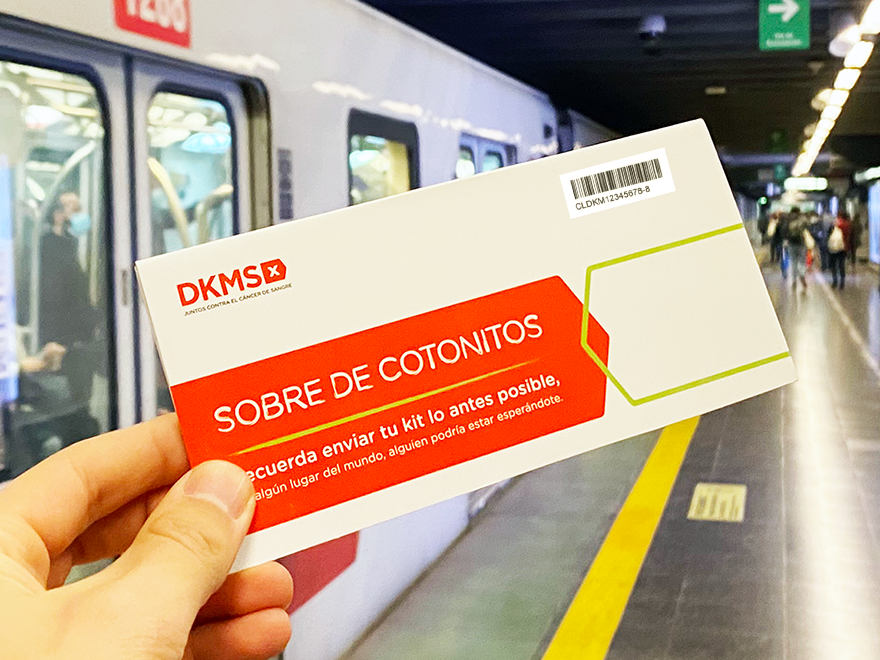 1288
CLDKM12345678-8
DKMS
JUNTOS CONTRA EL CÁNCER DE SANGRE
SOBRE DE COTONITOS
ecuerda enviar tu kit lo antes posible,
algún lugar del mundo, alguien podría estar esperándote.